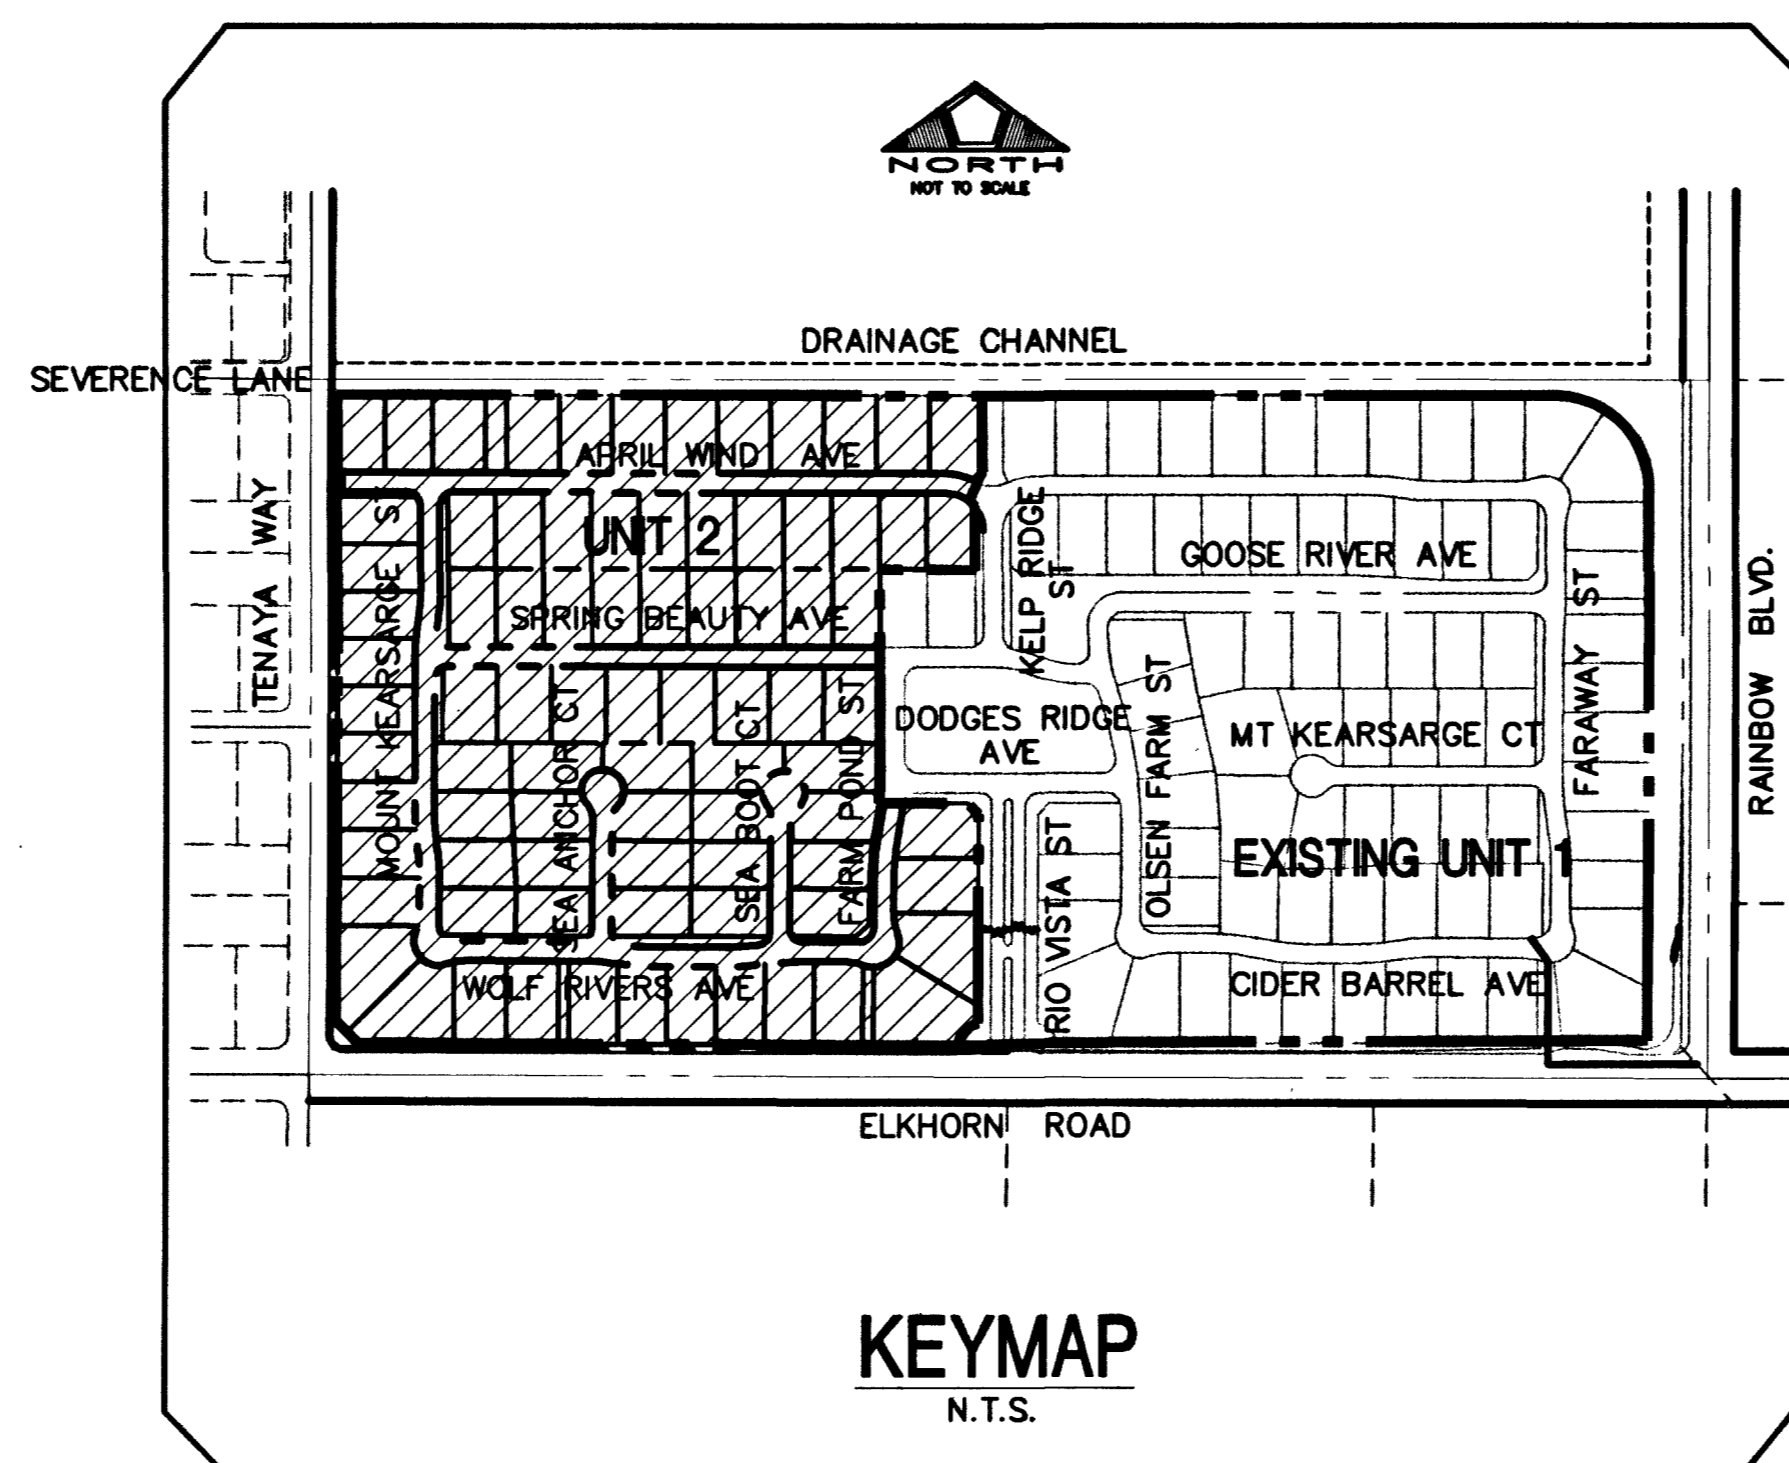 NORTH
NOT TO SCALE
DRAINAGE CHANNEL
SEVERENCE LANE
APRIL WIND AVE
TENAYA WAY
MOUNT KEARSARGE ST
UNIT 2
KELP RIDGE
ST
GOOSE RIVER AVE
FARAWAY ST
RAINBOW BLVD.
SPRING BEAUTY AVE
SEA ANCHOR CT
SEA BOOT CT
FARM POND ST
DODGES RIDGE
AVE
OLSEN FARM ST
MT KEARSARGE CT
RIO VISTA ST
EXISTING UNIT 1
WOLF RIVERS AVE
CIDER BARREL AVE
ELKHORN ROAD
KEYMAP
N.T.S.